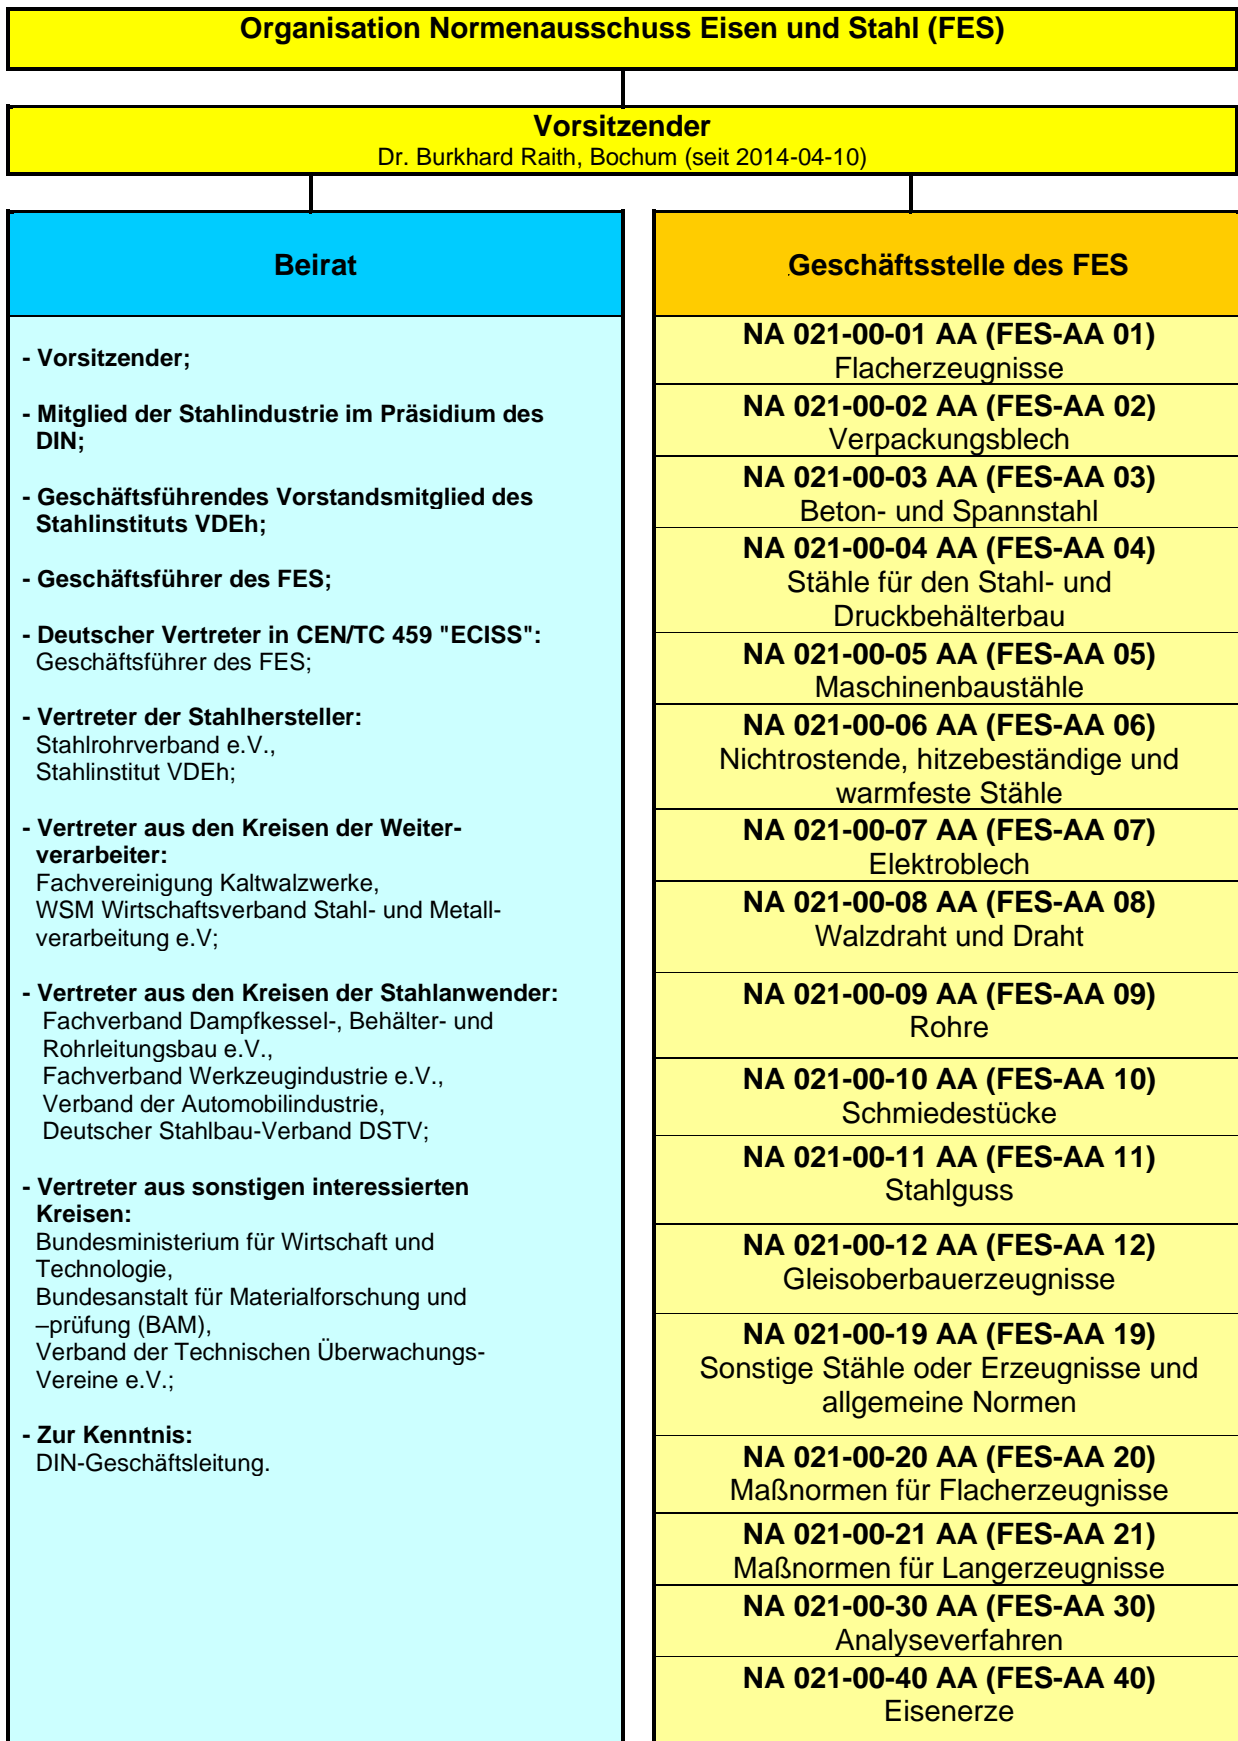 Organisation Normenausschuss Eisen und Stahl (FES)
Vorsitzender
Dr. Burkhard Raith, Bochum (seit 2014-04-10)
Beirat
- Vorsitzender;
- Mitglied der Stahlindustrie im Präsidium des
DIN;
- Geschäftsführendes Vorstandsmitglied des
Stahlinstituts VDEh;
- Geschäftsführer des FES;
- Deutscher Vertreter in CEN/TC 459 "ECISS":
Geschäftsführer des FES;
- Vertreter der Stahlhersteller:
Stahlrohrverband e.V.,
Stahlinstitut VDEh;
- Vertreter aus den Kreisen der Weiter-
verarbeiter:
Fachvereinigung Kaltwalzwerke,
WSM Wirtschaftsverband Stahl- und Metall-
verarbeitung e.V;
- Vertreter aus den Kreisen der Stahlanwender:
Fachverband Dampfkessel-, Behälter- und
Rohrleitungsbau e.V.,
Fachverband Werkzeugindustrie e.V.,
Verband der Automobilindustrie,
Deutscher Stahlbau-Verband DSTV;
- Vertreter aus sonstigen interessierten
Kreisen:
Bundesministerium für Wirtschaft und
Technologie,
Bundesanstalt für Materialforschung und
–prüfung (BAM),
Verband der Technischen Überwachungs-
Vereine e.V.;
- Zur Kenntnis:
DIN-Geschäftsleitung.
Geschäftsstelle des FES
NA 021-00-01 AA (FES-AA 01)
Flacherzeugnisse
NA 021-00-02 AA (FES-AA 02)
Verpackungsblech
NA 021-00-03 AA (FES-AA 03)
Beton- und Spannstahl
NA 021-00-04 AA (FES-AA 04)
Stähle für den Stahl- und
Druckbehälterbau
NA 021-00-05 AA (FES-AA 05)
Maschinenbaustähle
NA 021-00-06 AA (FES-AA 06)
Nichtrostende, hitzebeständige und
warmfeste Stähle
NA 021-00-07 AA (FES-AA 07)
Elektroblech
NA 021-00-08 AA (FES-AA 08)
Walzdraht und Draht
NA 021-00-09 AA (FES-AA 09)
Rohre
NA 021-00-10 AA (FES-AA 10)
Schmiedestücke
NA 021-00-11 AA (FES-AA 11)
Stahlguss
NA 021-00-12 AA (FES-AA 12)
Gleisoberbauerzeugnisse
NA 021-00-19 AA (FES-AA 19)
Sonstige Stähle oder Erzeugnisse und
allgemeine Normen
NA 021-00-20 AA (FES-AA 20)
Maßnormen für Flacherzeugnisse
NA 021-00-21 AA (FES-AA 21)
Maßnormen für Langerzeugnisse
NA 021-00-30 AA (FES-AA 30)
Analyseverfahren
NA 021-00-40 AA (FES-AA 40)
Eisenerze